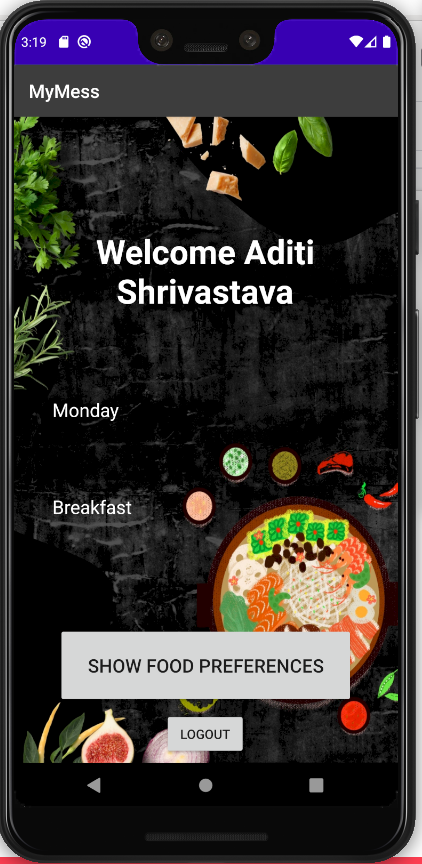 3:19
MyMess
Welcome Aditi
Shrivastava
Monday
Breakfast
SHOW FOOD PREFERENCES
LOGOUT